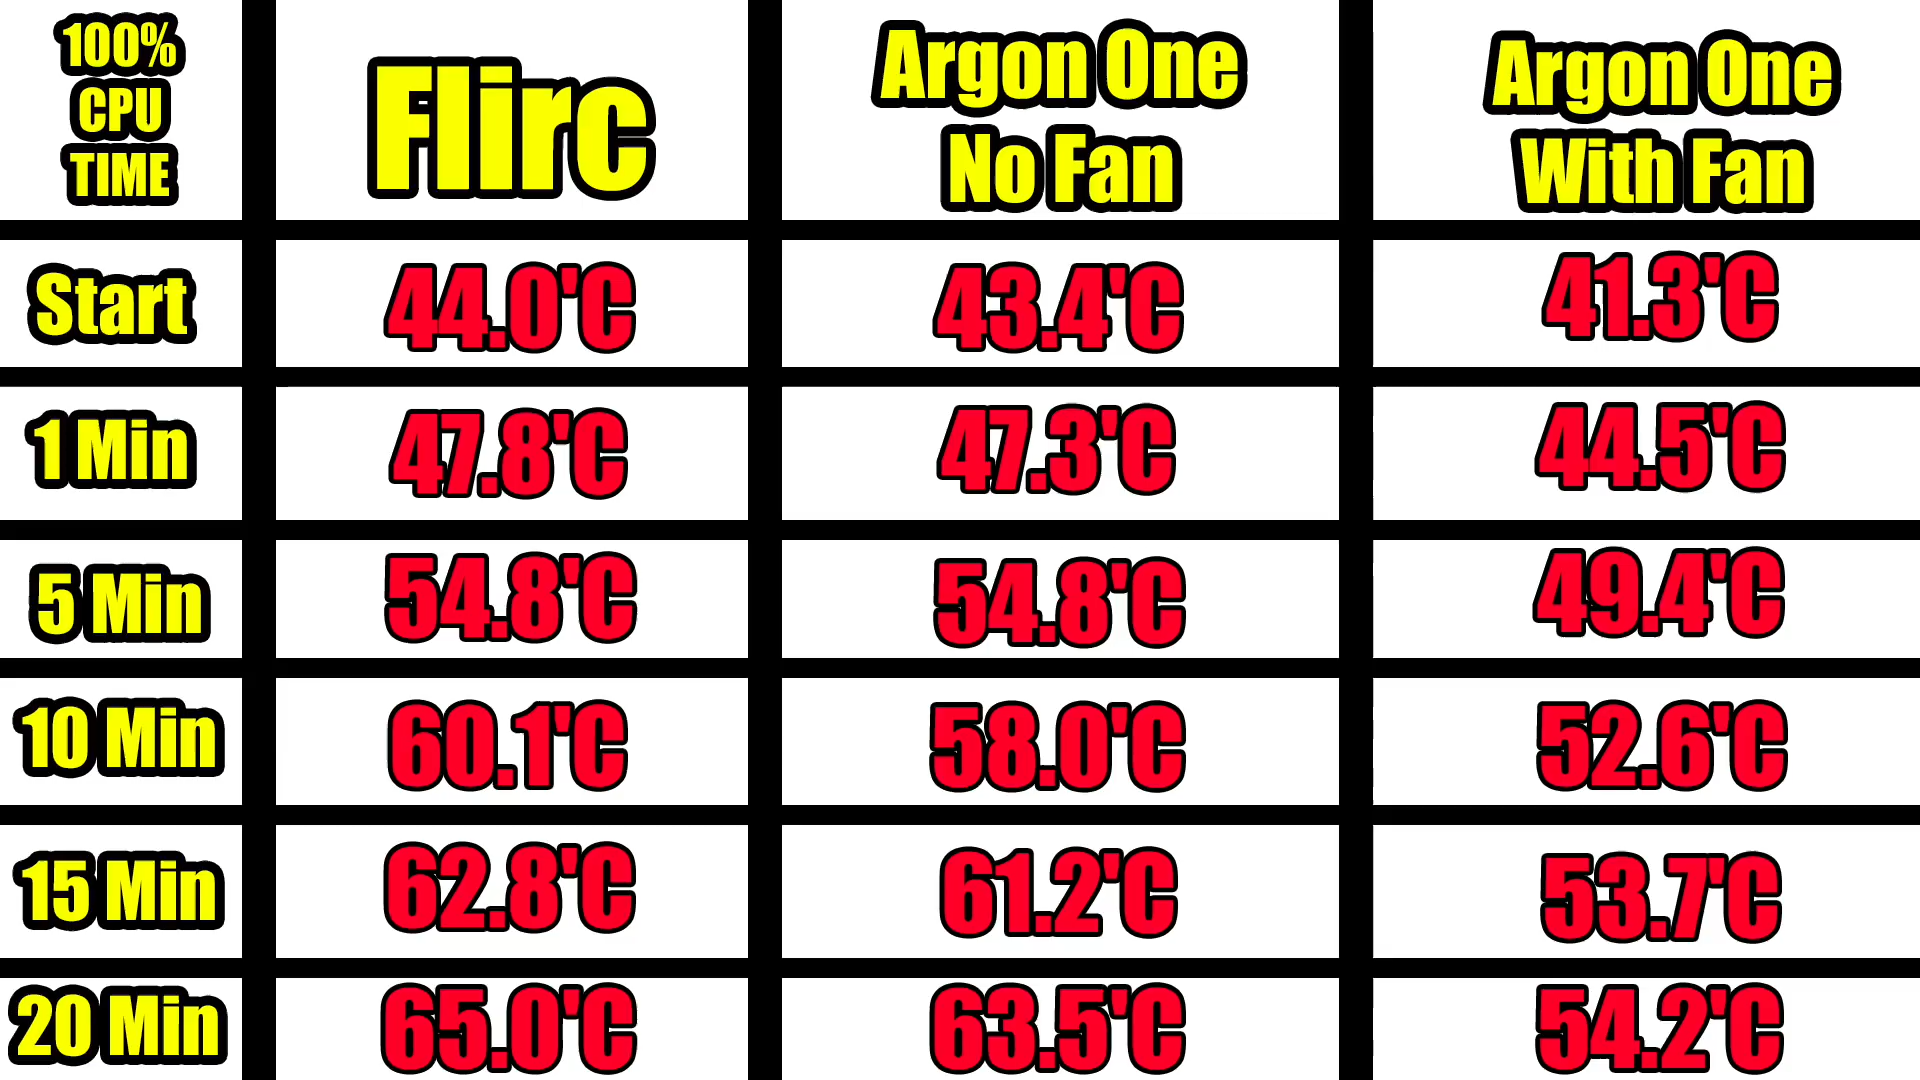 100%
CPU
TIME
Flirc
Argon One
No Fan
Argon One
With Fan
Start
44.0'C
43.4'C
41.3'C
1 Min
47.8'C
47.3'C
44.5'C
5 Min
54.8'C
54.8'C
49.4'C
10 Min
60.1'C
58.0'C
52.6'C
15 Min
62.8'C
61.2'C
53.7'C
20 Min
65.0'C
63.5'C
54.2'C